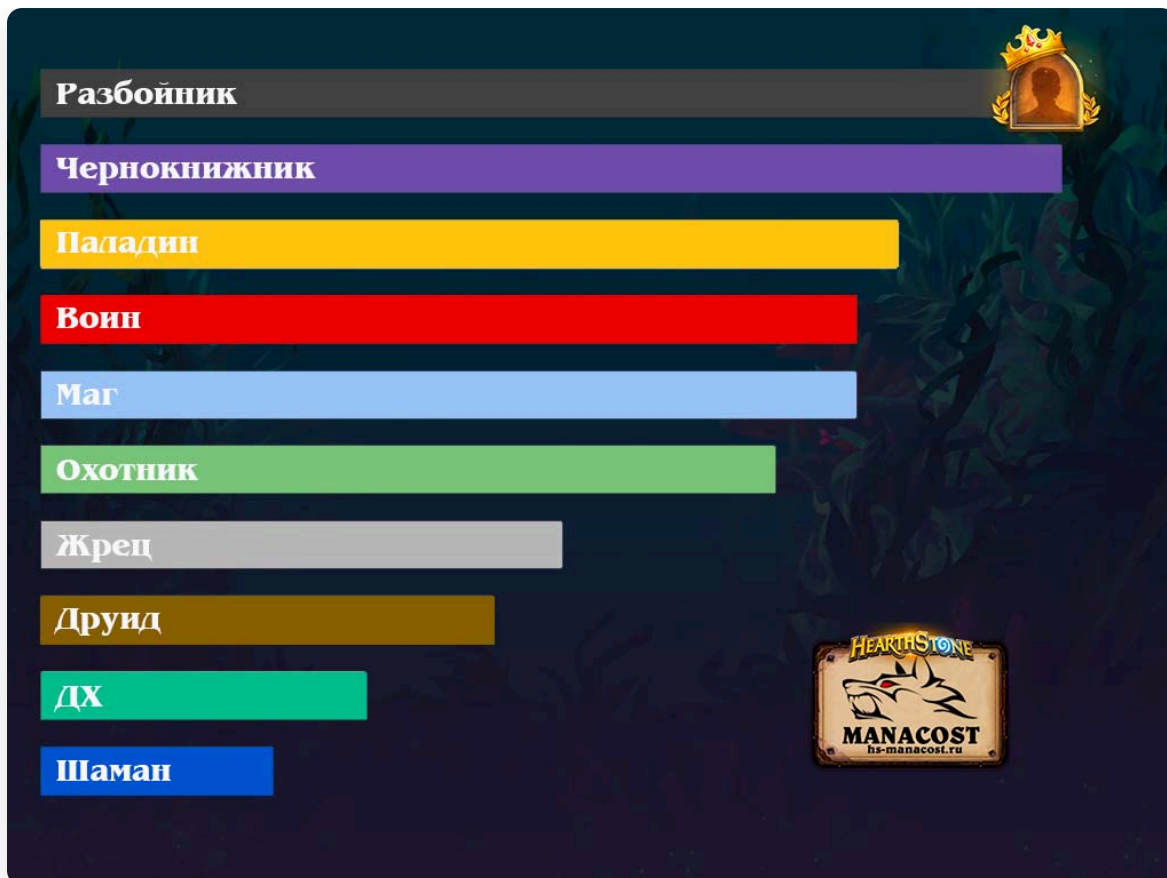 Разбойник
Чернокнижник
Паладин
Воин
Маг
Охотник
Жрец
Друид
ДХ
Шаман
HEARTHSTONE
MANACOST
hs-manacost.ru